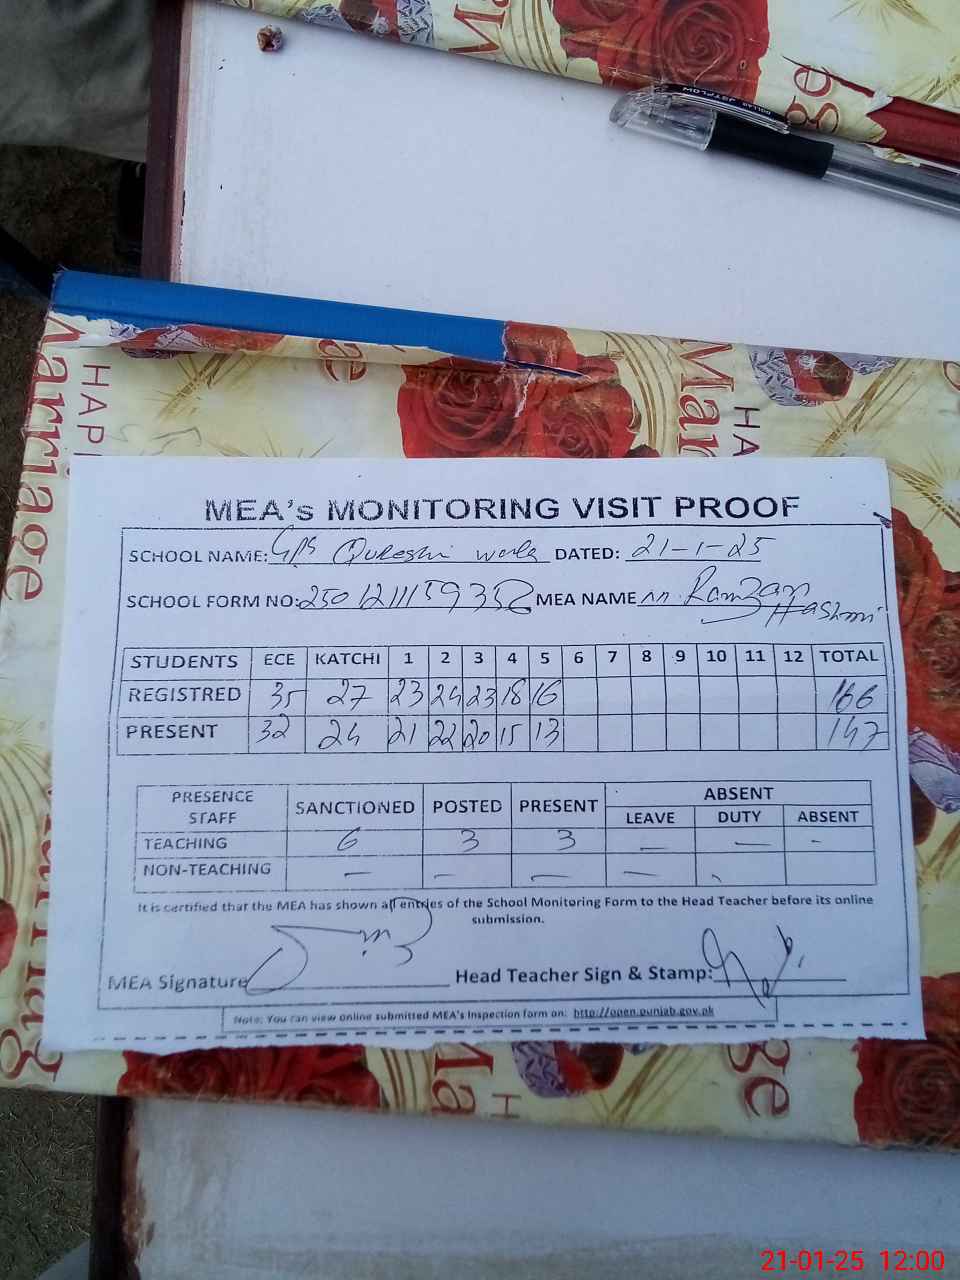 DOLLAR JETFLOW
Marriage
HAPPY
MEA's MONITORING VISIT PROOF
SCHOOL NAME: GPS Qureshi wala DATED: 21-1-25
SCHOOL FORM NO: MEA NAME M. Ramzan Hashmi
STUDENTS ECE KATCHI 1 2 3 4 5 6 7 8 9 10 11 12 TOTAL
REGISTRED 35 27 23 24 23 18 16 166
PRESENT 32 24 21 22 20 15 13 147
PRESENCE STAFF SANCTIONED POSTED PRESENT ABSENT
LEAVE DUTY ABSENT
TEACHING 6 3 3 — — -
NON-TEACHING — — — — -
It is certified that the MEA has shown all entries of the School Monitoring Form to the Head Teacher before its online
submission.
MEA Signature Head Teacher Sign & Stamp:
Note: You can view online submitted MEA's Inspection form on: http://open.punjab.gov.pk
21-01-25 12:00